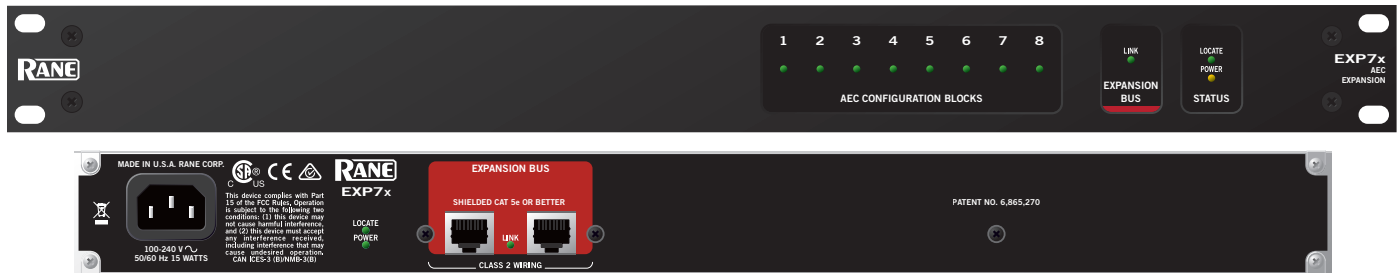 RANE
1 2 3 4 5 6 7 8
AEC CONFIGURATION BLOCKS
LINK
EXPANSION
BUS
LOCATE
POWER
STATUS
EXP7x
AEC
EXPANSION
MADE IN U.S.A. RANE CORP.
100-240 V
50/60 Hz 15 WATTS
C US
This device complies with Part
15 of the FCC Rules, Operation
is subject to the following two
conditions: (1) this device may
not cause harmful interference,
and (2) this device must accept
any interference received,
including interference that may
cause undesired operation.
CAN ICES-3 (B)/NMB-3(B)
RANE
EXP7x
LOCATE
POWER
EXPANSION BUS
SHIELDED CAT 5e OR BETTER
LINK
CLASS 2 WIRING
PATENT NO. 6,865,270